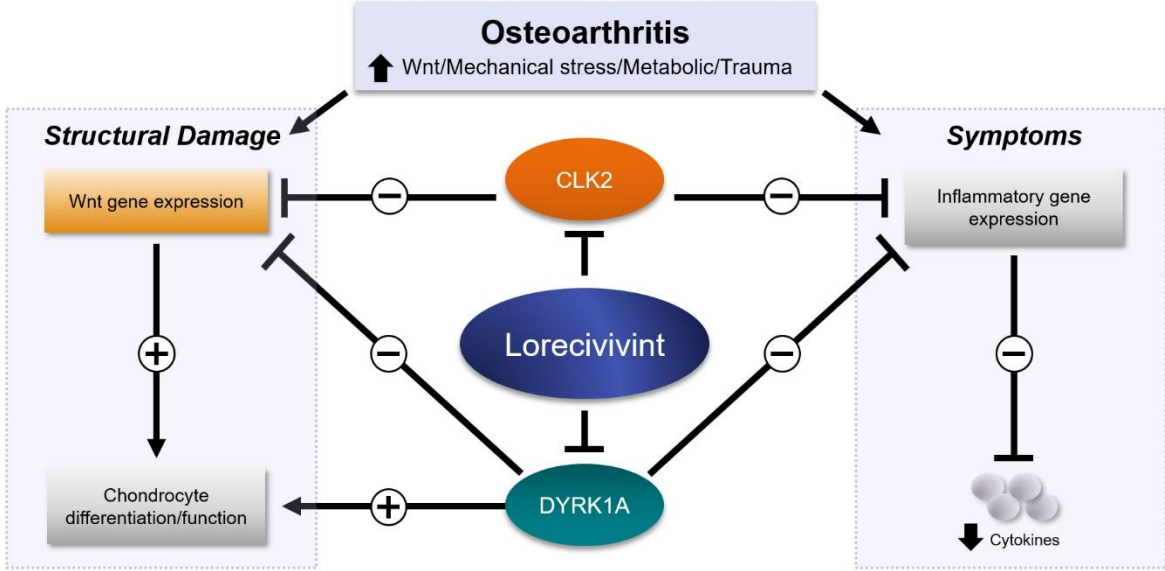 Osteoarthritis
Wnt/Mechanical stress/Metabolic/Trauma
Structural Damage
Symptoms
Wnt gene expression
−
CLK2
−
Inflammatory gene
expression
Lorecivivint
+
−
−
−
Chondrocyte
differentiation/function
+
DYRK1A
Cytokines